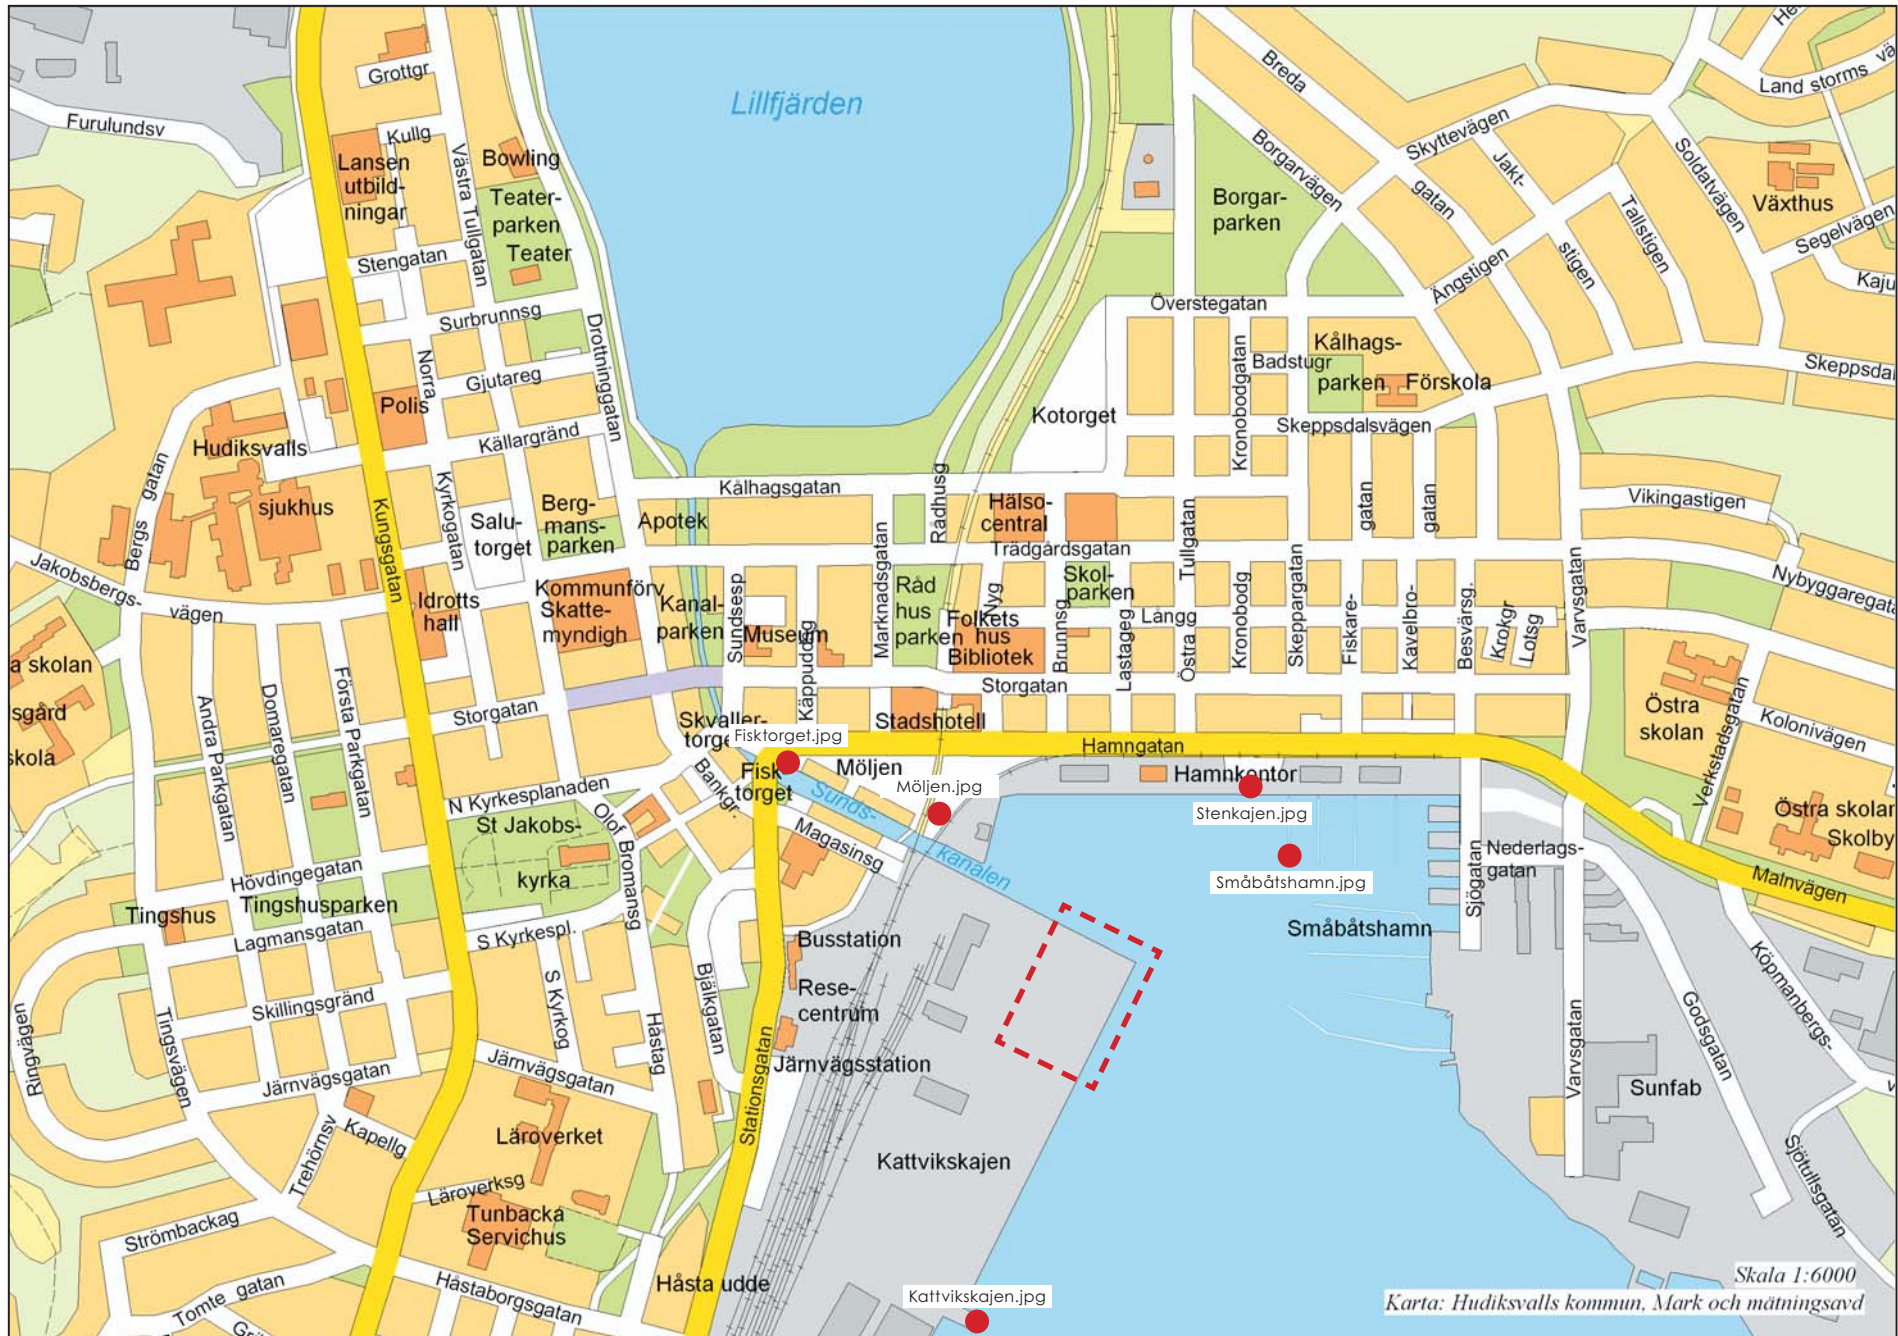 Grottgr
Furulundsv
Kullg
Lansen
utbild-
ningar
Västra Tullgatan
Bowling
Teater-
parken
Teater
Stengatan
Surbrunnsg
Lillfjärden
Breda
gatan
Borgarvägen
Borgar-
parken
Skyttevägen
Jakt-
stigen
Tallstigen
Soldatvägen
Land storms vä
Växthus
Segelvägen
Kaju
Ängstigen
Överstegatan
Drottninggatan
Norra
Gjutareg
Polis
Källargränd
Hudiksvalls
sjukhus
Bergs gatan
Kungsgatan
Kyrkogatan
Salu-
torget
Berg-
mans-
parken
Apotek
Kålhagsgatan
Marknadsgatan
Rådhusg
Kotorget
Kronobodgatan
Badstugr
Kålhags-
parken
Förskola
Skeppsdalsvägen
Skeppsdal
Hälso-
central
Trädgårdsgatan
Tullgatan
Östra
Skeppargatan
gatan
Fiskare-
gatan
Kavelbro-
Varvsgatan
Vikingastigen
Nybyggaregata
Jakobsbergs-
vägen
Idrotts
hall
Kommunförv
Skatte-
myndigh
Kanal-
parken
Sundsesp
Museum
Käppuddsg
Råd
hus
parken
Nyg
Folkets
hus
Bibliotek
Skol-
parken
Brunnsg
Långg
Lastageg
Kronobodg
Besvärsg.
Krokgr
Lotsg
a skolan
sgård
skola
Andra Parkgatan
Domaregatan
Första Parkgatan
Storgatan
Storgatan
Skvaller-
torge
Fisktorget.jpg
Stadshotell
Hamngatan
Östra
skolan
Verkstadsgatan
Kolonivägen
Östra skolan
Skolby
N Kyrkesplanaden
Bankgr.
Fisk
torget
Möljen
Möljen.jpg
Sunds-
kanalen
Magasinsg
Hamnkontor
Stenkajen.jpg
Småbåtshamn.jpg
Småbåtshamn
Sjögatan
Nederlags-
gatan
Malnvägen
St Jakobs-
kyrka
Olof Bromansg
Hövdingegatan
Tingshus
Tingshusparken
Lagmansgatan
S Kyrkespl.
Skillingsgränd
S Kyrkog
Håstag
Bjälkgatan
Busstation
Rese-
centrum
Järnvägsstation
Stationsgatan
Ringvägen
Tingsvägen
Järnvägsgatan
Järnvägsgatan
Trehörnsv
Kapellg
Läroverket
Läroverksg
Tunbacka
Servichus
Strömbackag
Tomte gatan
Håstaborgsgatan
Håsta udde
Kattvikskajen
Kattvikskajen.jpg
Varvsgatan
Godsgatan
Köpmanbergs-
v
Sunfab
Sjötullsgatan
Skala 1:6000
Karta: Hudiksvalls kommun, Mark och mätningsavd